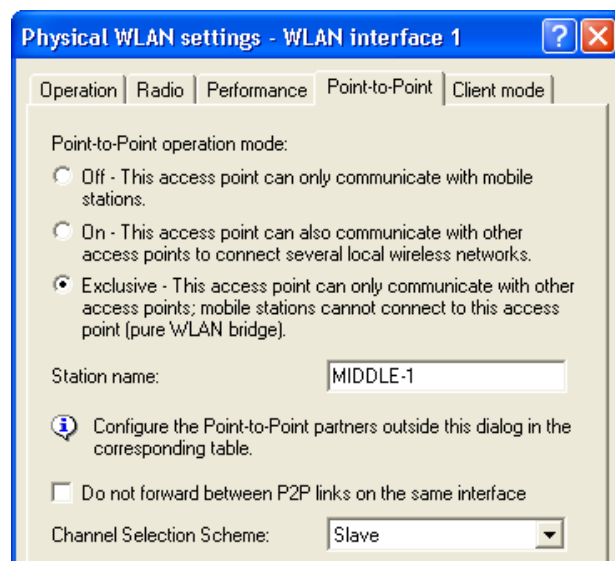 Physical WLAN settings - WLAN interface 1
Operation Radio Performance Point-to-Point Client mode
Point-to-Point operation mode:
Off - This access point can only communicate with mobile
stations.
On - This access point can also communicate with other
access points to connect several local wireless networks.
Exclusive - This access point can only communicate with other
access points; mobile stations cannot connect to this access
point (pure WLAN bridge).
Station name: MIDDLE-1
Configure the Point-to-Point partners outside this dialog in the
corresponding table.
Do not forward between P2P links on the same interface
Channel Selection Scheme: Slave